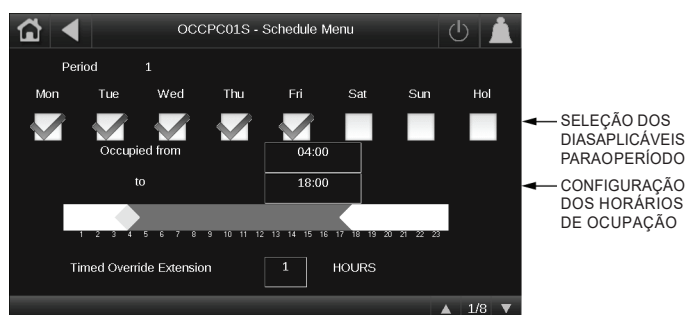 OCCPC01S - Schedule Menu
Period 1
Mon Tue Wed Thu Fri Sat Sun Hol
Occupied from 04:00
to 18:00
1 2 3 4 5 6 7 8 9 10 11 12 13 14 15 16 17 18 19 20 21 22 23
Timed Override Extension 1 HOURS
1/8
SELEÇÃO DOS
DIASAPLICÁVEIS
PARAOPERÍODO
CONFIGURAÇÃO
DOS HORÁRIOS
DE OCUPAÇÃO